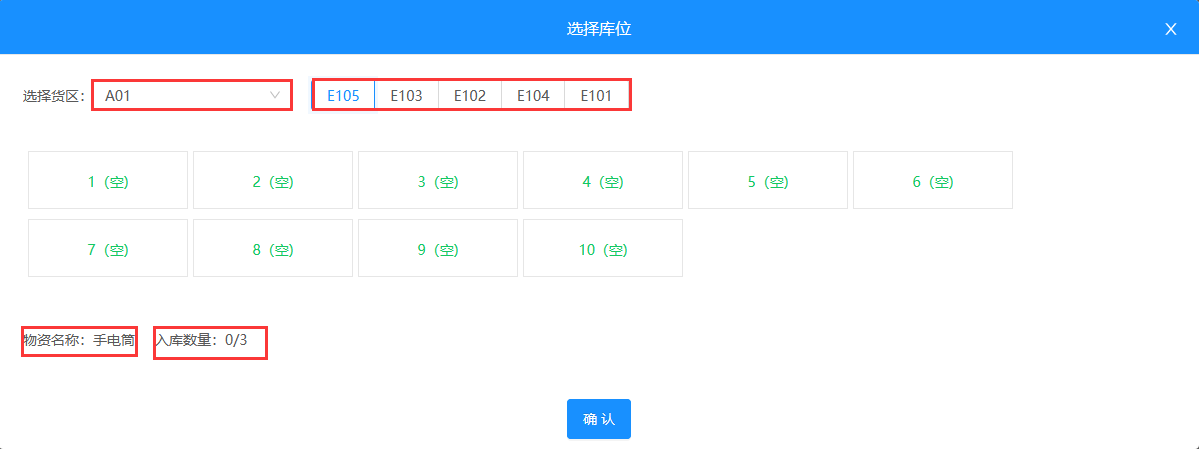 选择库位 X
选择货区： A01 E105 E103 E102 E104 E101
1（空） 2（空） 3（空） 4（空） 5（空） 6（空）
7（空） 8（空） 9（空） 10（空）
物资名称：手电筒 入库数量：0/3
确 认